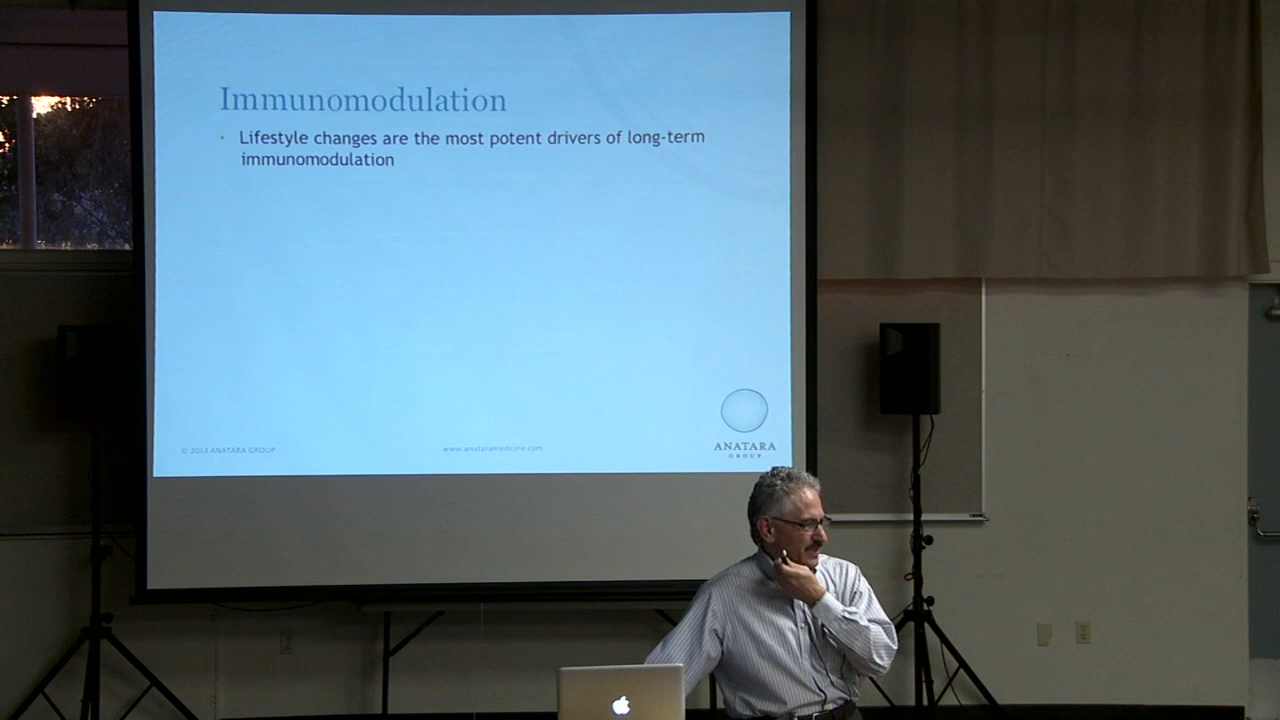 Immunomodulation
• Lifestyle changes are the most potent drivers of long-term
immunomodulation
© 2014 ANATARA GROUP
www.anataramedicine.com
ANATARA
GROUP